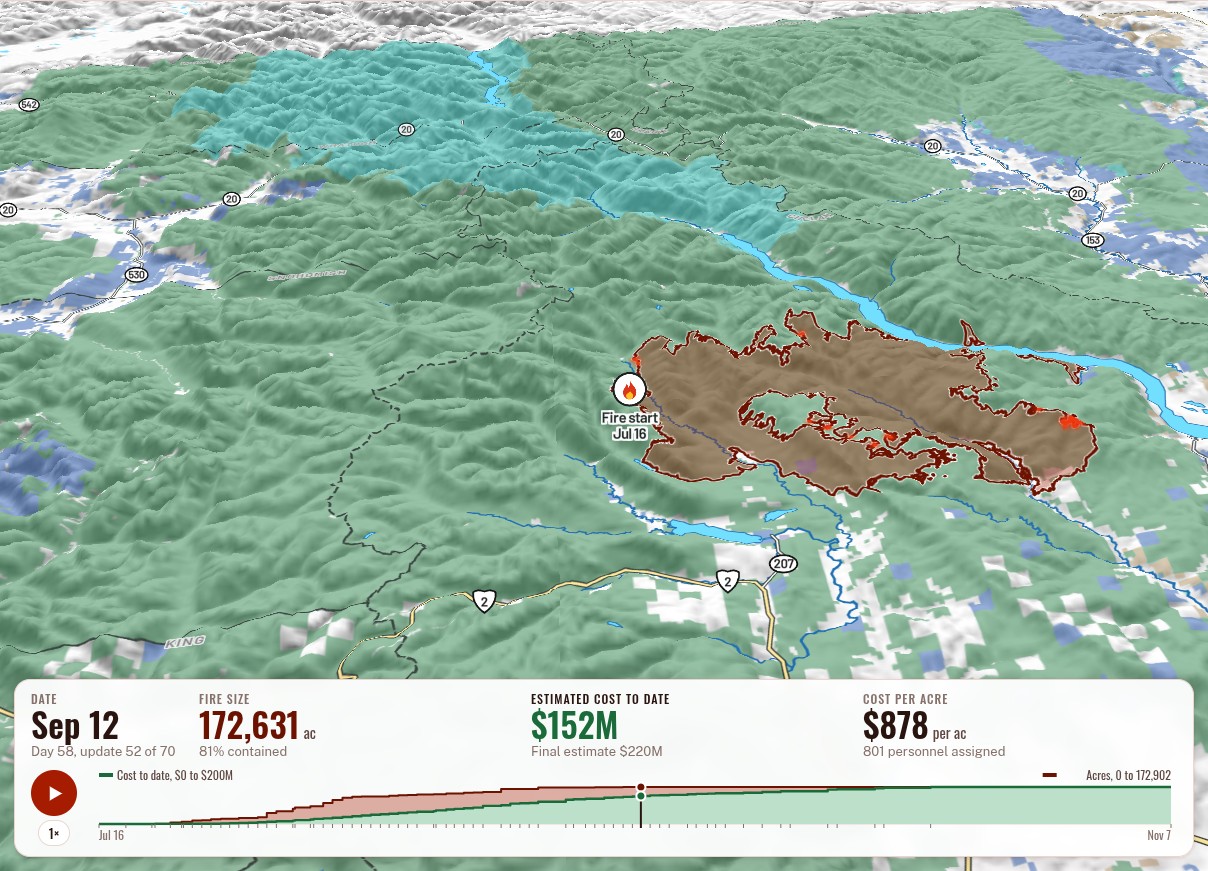 542
20
20
20
20
20
20
153
530
Fire start
Jul 16
207
2
2
KING
DATE
Sep 12
Day 58, update 52 of 70
FIRE SIZE
172,631 ac
81% contained
ESTIMATED COST TO DATE
$152M
Final estimate $220M
COST PER ACRE
$878 per ac
801 personnel assigned
Cost to date, $0 to $200M
Acres, 0 to 172,902
1×
Jul 16
Nov 7